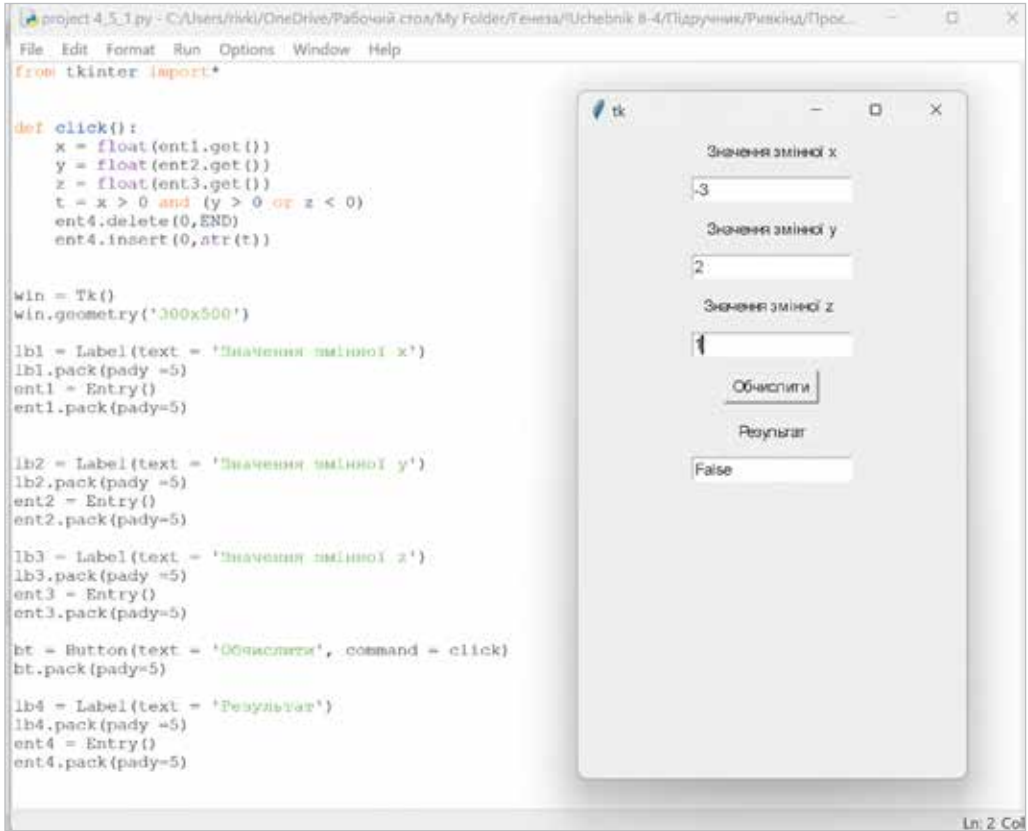 project 4_5_1.py - C:/Users/rivki/OneDrive/Рабочий стол/My Folder/Генеза/!Uchebnik 8-4/Підручник/Ривкінд/Проє...
File Edit Format Run Options Window Help
from tkinter import*
def click():
x = float(ent1.get())
y = float(ent2.get())
z = float(ent3.get())
t = x > 0 and (y > 0 or z < 0)
ent4.delete(0,END)
ent4.insert(0,str(t))
win = Tk()
win.geometry('300x500')
lb1 = Label(text = 'Значення змінної x')
lb1.pack(pady =5)
ent1 = Entry()
ent1.pack(pady=5)
lb2 = Label(text = 'Значення змінної y')
lb2.pack(pady =5)
ent2 = Entry()
ent2.pack(pady=5)
lb3 = Label(text = 'Значення змінної z')
lb3.pack(pady =5)
ent3 = Entry()
ent3.pack(pady=5)
bt = Button(text = 'Обчислити', command = click)
bt.pack(pady=5)
lb4 = Label(text = 'Результат')
lb4.pack(pady =5)
ent4 = Entry()
ent4.pack(pady=5)
tk
Значення змінної x
-3
Значення змінної y
2
Значення змінної z
1
Обчислити
Результат
False
Ln: 2 Col